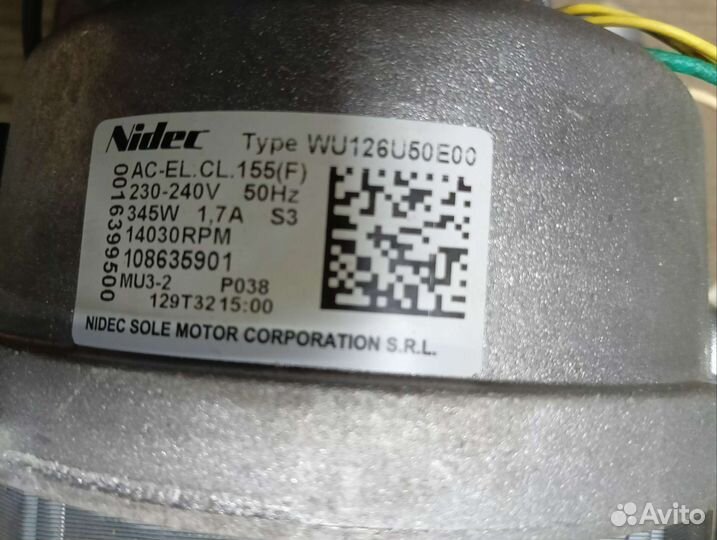 Nidec Type WU126U50E00
AC-EL.CL.155(F)
230-240V 50Hz
345W 1,7A S3
14030RPM
108635901
MU3-2 P038
129T3215:00
0016399500
NIDEC SOLE MOTOR CORPORATION S.R.L.
Avito